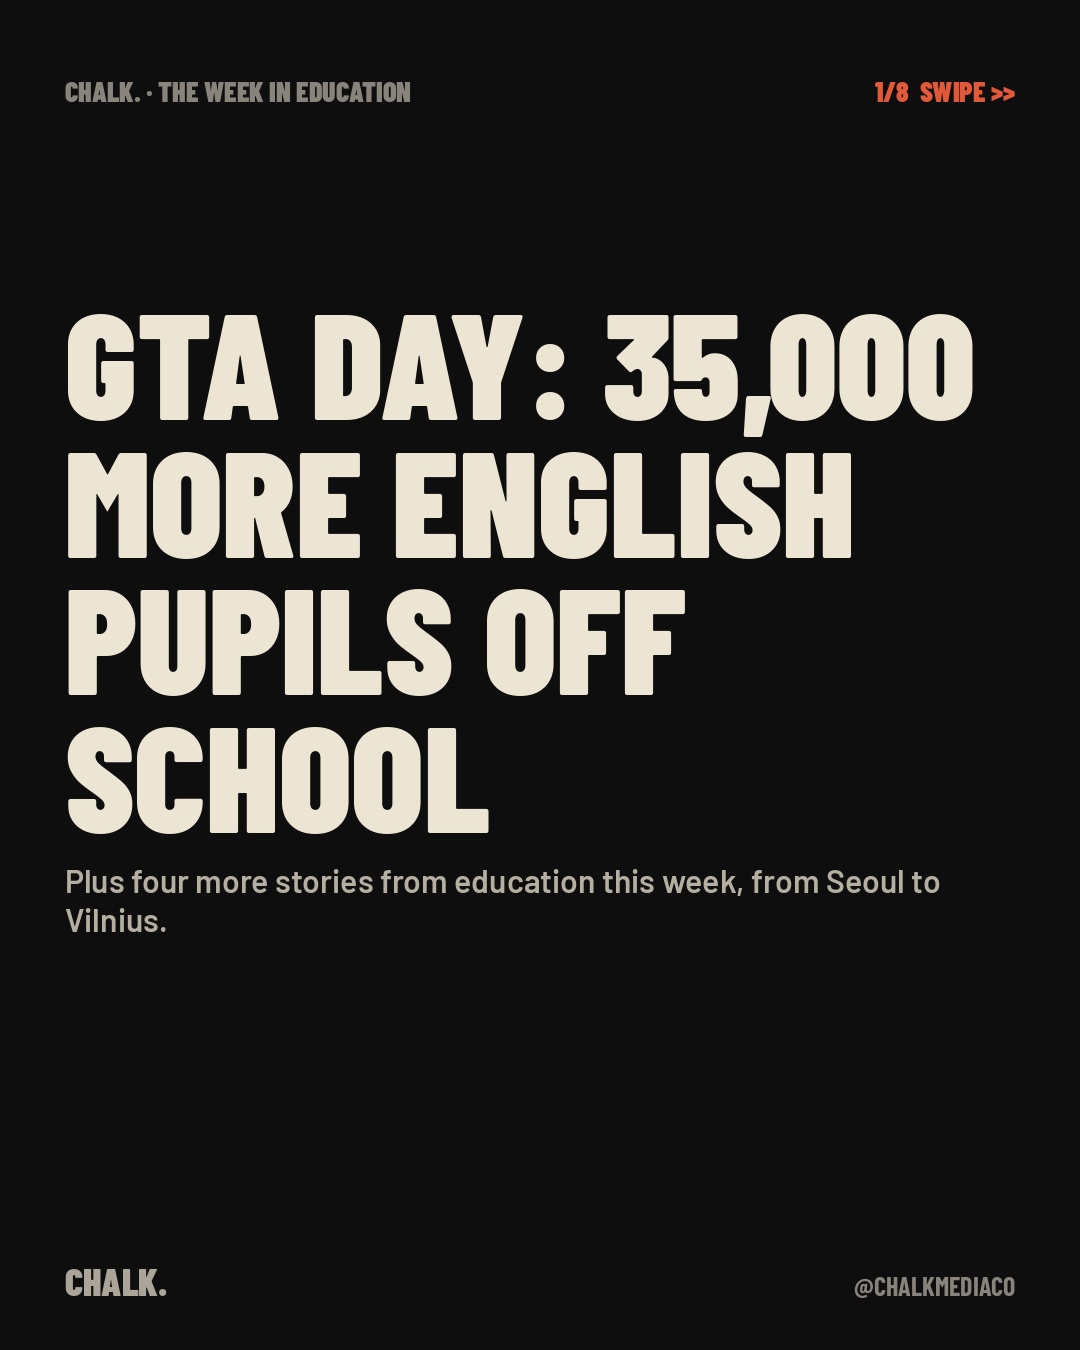 CHALK. · THE WEEK IN EDUCATION
1/8 SWIPE >>
GTA DAY: 35,000
MORE ENGLISH
PUPILS OFF
SCHOOL
Plus four more stories from education this week, from Seoul to
Vilnius.
CHALK.
@CHALKMEDIACO